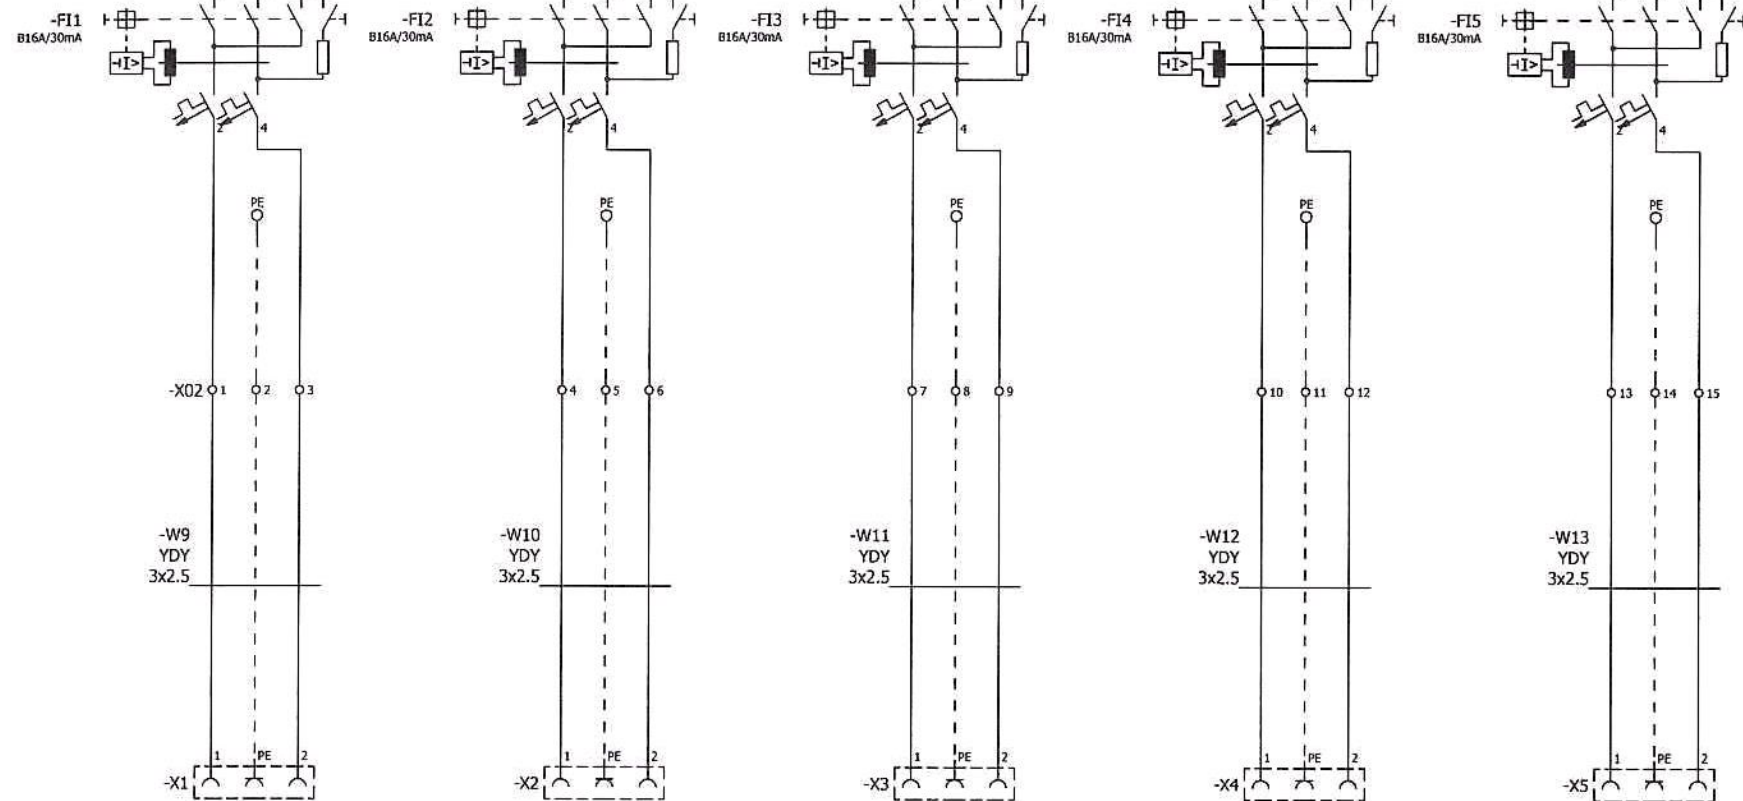 -FI1
B16A/30mA
-FI2
B16A/30mA
-FI3
B16A/30mA
-FI4
B16A/30mA
-FI5
B16A/30mA
I> I> I> I> I>
2 4 2 4 2 4 2 4 2 4
PE PE PE PE PE
-X02 1 2 3 4 5 6 7 8 9 10 11 12 13 14 15
-W9
YDY
3x2.5
-W10
YDY
3x2.5
-W11
YDY
3x2.5
-W12
YDY
3x2.5
-W13
YDY
3x2.5
1 PE 2 1 PE 2 1 PE 2 1 PE 2 1 PE 2
-X1 -X2 -X3 -X4 -X5